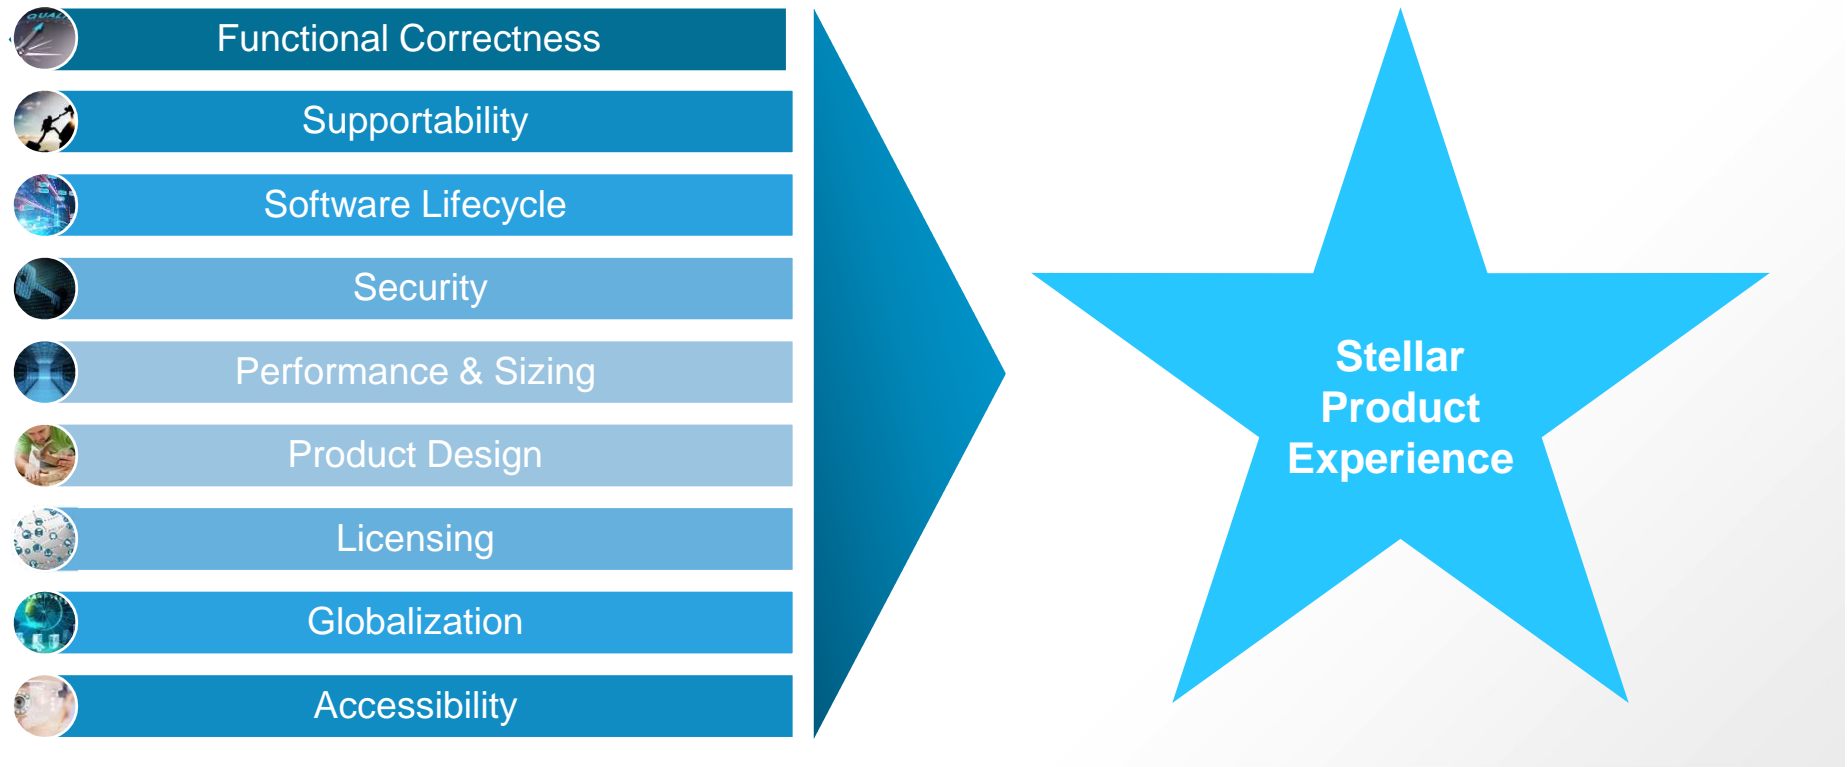 Functional Correctness
Supportability
Software Lifecycle
Security
Performance & Sizing
Product Design
Licensing
Globalization
Accessibility
Stellar
Product
Experience